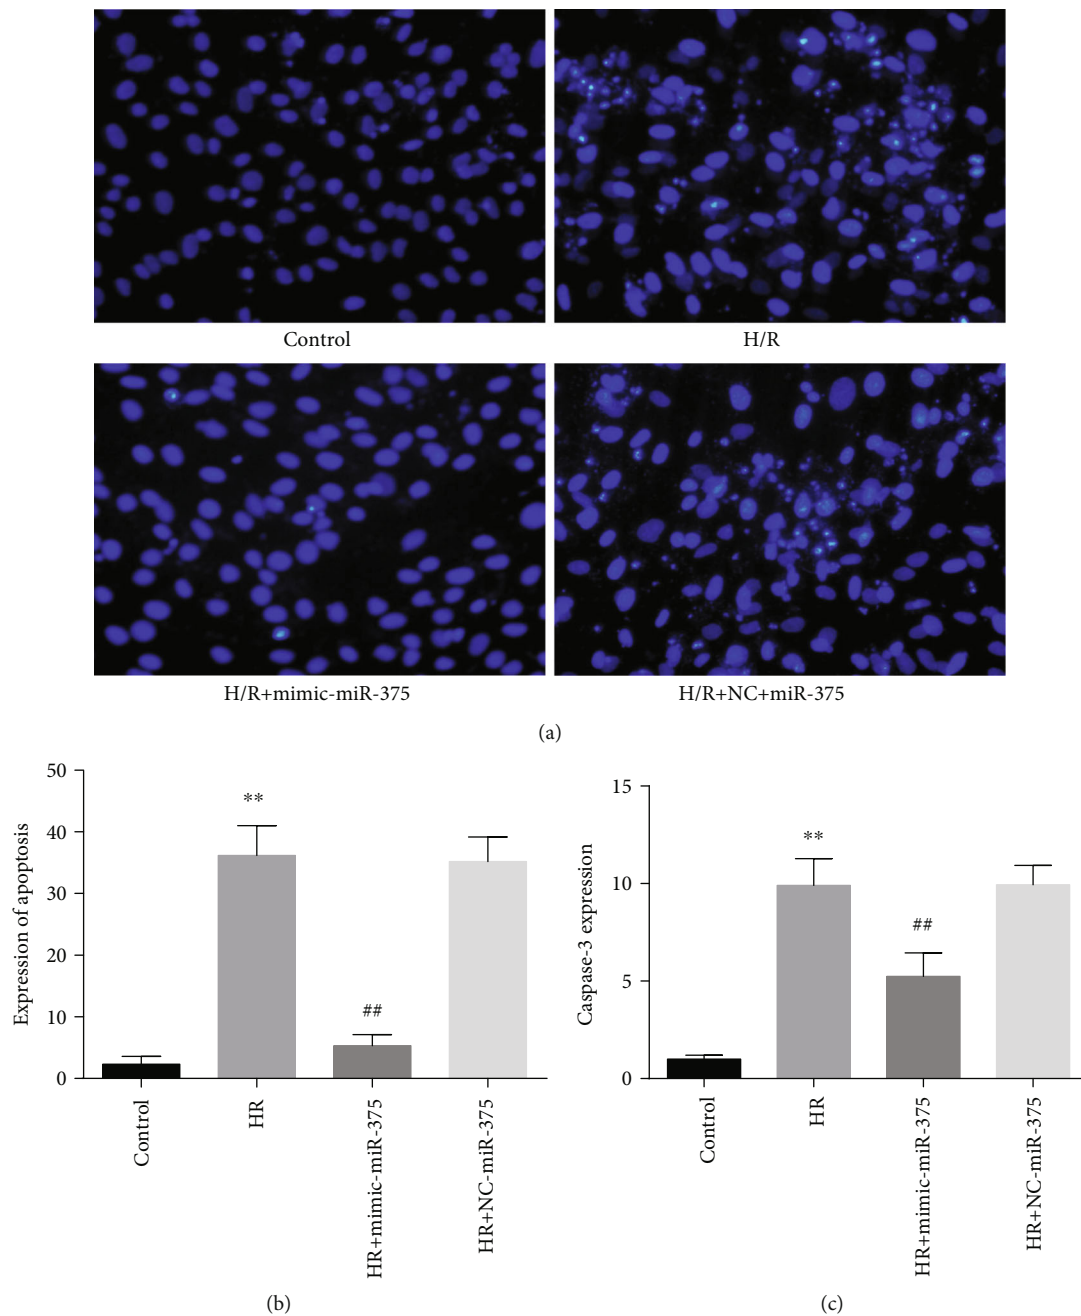 Control
H/R
H/R+mimic-miR-375
H/R+NC+miR-375
(a)
50
40
30
20
10
0
Expression of apoptosis
**
##
Control
HR
HR+mimic-miR-375
HR+NC-miR-375
(b)
15
10
5
0
Caspase-3 expression
**
##
Control
HR
HR+mimic-miR-375
HR+NC-miR-375
(c)